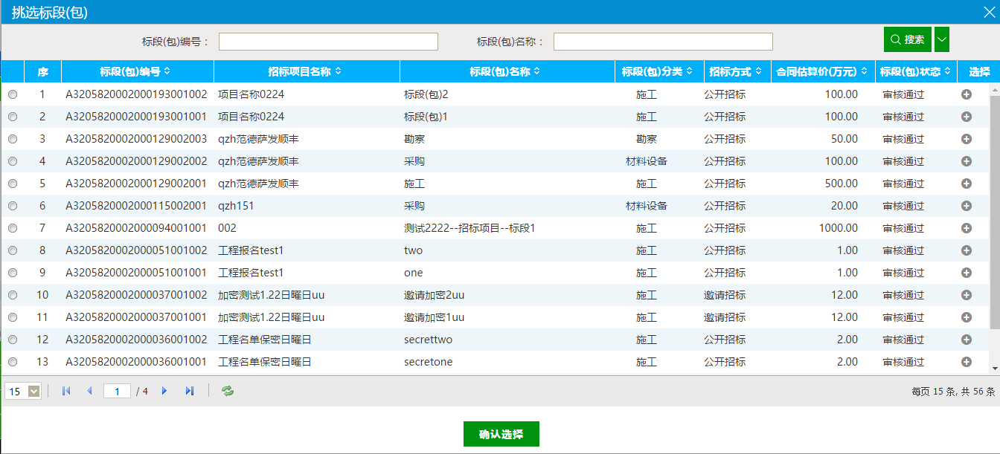 挑选标段(包)
标段(包)编号： 标段(包)名称： 搜索
序 标段(包)编号 招标项目名称 标段(包)名称 标段(包)分类 招标方式 合同估算价(万元) 标段(包)状态 选择
1 A3205820002000193001002 项目名称0224 标段(包)2 施工 公开招标 100.00 审核通过
2 A3205820002000193001001 项目名称0224 标段(包)1 施工 公开招标 100.00 审核通过
3 A3205820002000129002003 qzh范德萨发顺丰 勘察 勘察 公开招标 50.00 审核通过
4 A3205820002000129002002 qzh范德萨发顺丰 采购 材料设备 公开招标 100.00 审核通过
5 A3205820002000129002001 qzh范德萨发顺丰 施工 施工 公开招标 500.00 审核通过
6 A3205820002000115002001 qzh151 采购 材料设备 公开招标 20.00 审核通过
7 A3205820002000094001001 002 测试2222--招标项目--标段1 施工 公开招标 1000.00 审核通过
8 A3205820002000051001002 工程报名test1 two 施工 公开招标 1.00 审核通过
9 A3205820002000051001001 工程报名test1 one 施工 公开招标 1.00 审核通过
10 A3205820002000037001002 加密测试1.22日曜日uu 邀请加密2uu 施工 邀请招标 12.00 审核通过
11 A3205820002000037001001 加密测试1.22日曜日uu 邀请加密1uu 施工 邀请招标 12.00 审核通过
12 A3205820002000036001002 工程名单保密日曜日 secrettwo 施工 公开招标 2.00 审核通过
13 A3205820002000036001001 工程名单保密日曜日 secretone 施工 公开招标 2.00 审核通过
15 1 / 4 每页 15 条, 共 56 条
确认选择